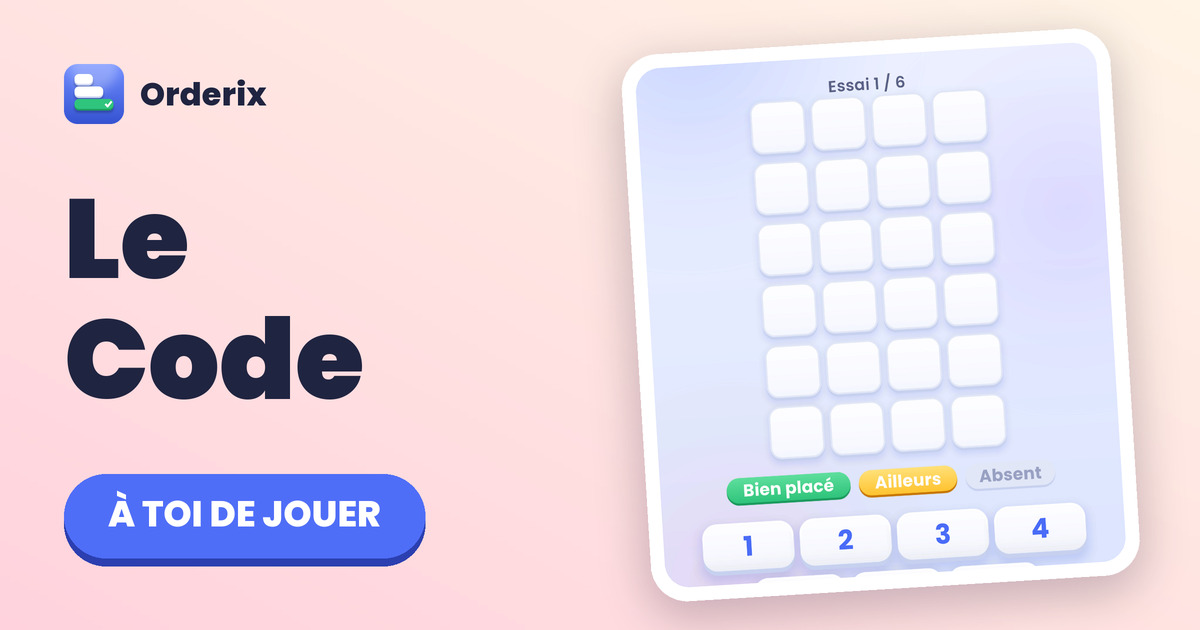 Orderix
Le
Code
À TOI DE JOUER
Essai 1 / 6
Bien placé Ailleurs Absent
1 2 3 4